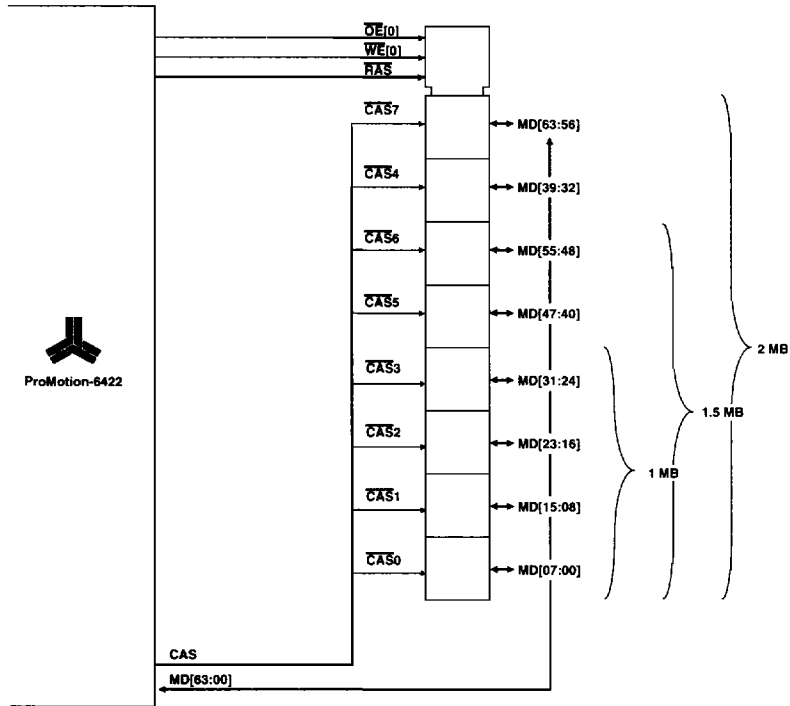 OE[0]
WE[0]
RAS
CAS7
MD[63:56]
CAS4
MD[39:32]
CAS6
MD[55:48]
CAS5
MD[47:40]
2 MB
ProMotion-6422
CAS3
MD[31:24]
1.5 MB
CAS2
MD[23:16]
1 MB
CAS1
MD[15:08]
CAS0
MD[07:00]
CAS
MD[63:00]